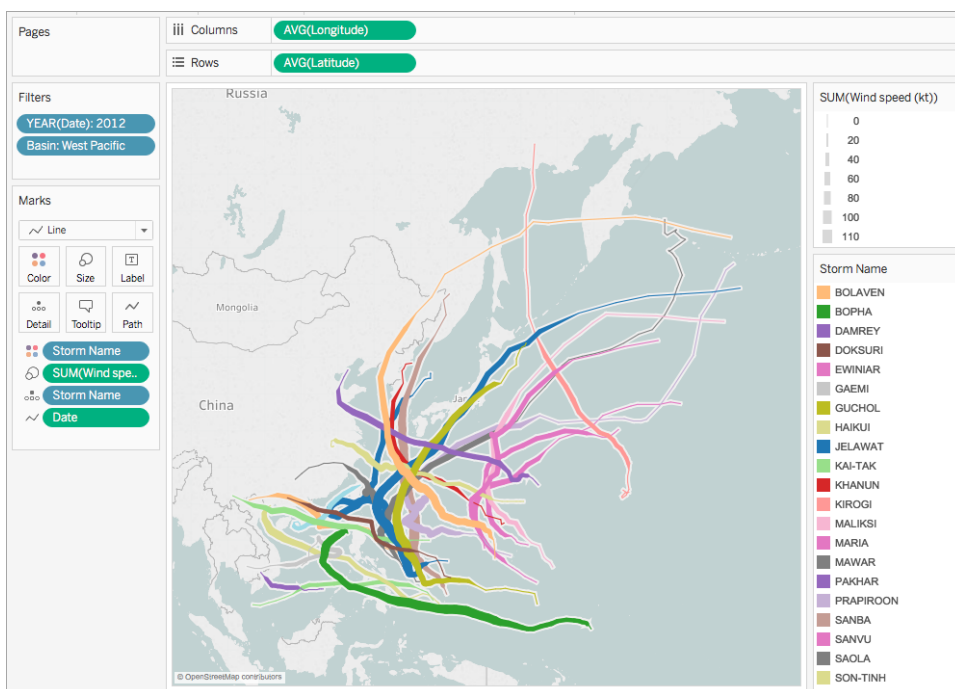 Pages
Columns
AVG(Longitude)
Rows
AVG(Latitude)
Filters
YEAR(Date): 2012
Basin: West Pacific
Marks
Line
Color
Size
Label
Detail
Tooltip
Path
Storm Name
SUM(Wind spe..
Storm Name
Date
Russia
Mongolia
China
© OpenStreetMap contributors
SUM(Wind speed (kt))
0
20
40
60
80
100
110
Storm Name
BOLAVEN
BOPHA
DAMREY
DOKSURI
EWINIAR
GAEMI
GUCHOL
HAIKUI
JELAWAT
KAI-TAK
KHANUN
KIROGI
MALIKSI
MARIA
MAWAR
PAKHAR
PRAPIROON
SANBA
SANVU
SAOLA
SON-TINH